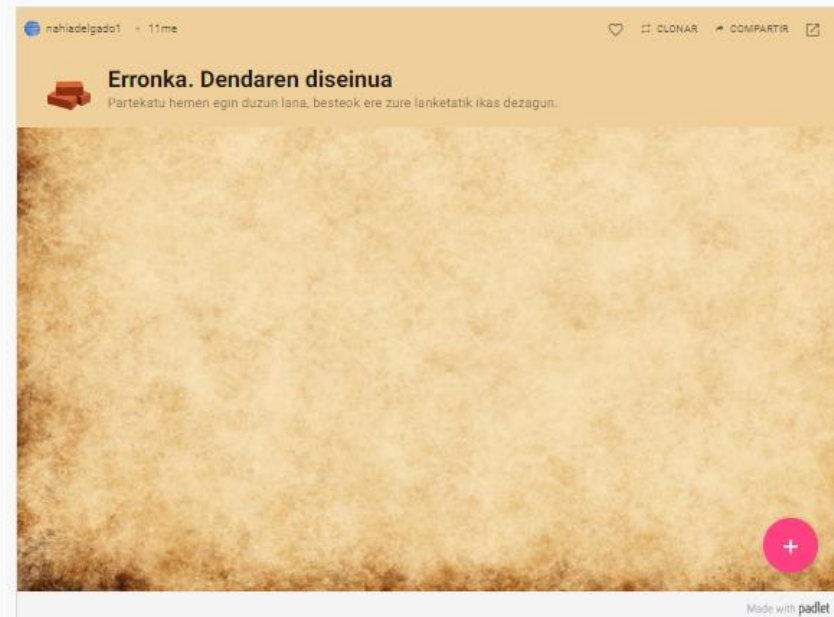 nahiadelgado1 • 11me
CLONAR COMPARTIR
Erronka. Dendaren diseinua
Partekatu hemen egin duzun lana, besteok ere zure lanketatik ikas dezagun.
Made with padlet